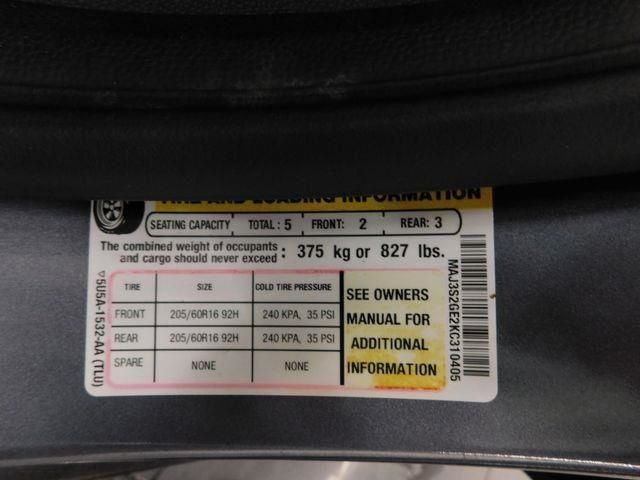 TIRE AND LOADING INFORMATION
SEATING CAPACITY TOTAL: 5 FRONT: 2 REAR: 3
The combined weight of occupants
and cargo should never exceed : 375 kg or 827 lbs.
TIRE SIZE COLD TIRE PRESSURE
FRONT 205/60R16 92H 240 KPA, 35 PSI
REAR 205/60R16 92H 240 KPA, 35 PSI
SPARE NONE NONE
SEE OWNERS
MANUAL FOR
ADDITIONAL
INFORMATION
5U5A-1532-AA (TLU)
MAJ3S2GE2KC310405